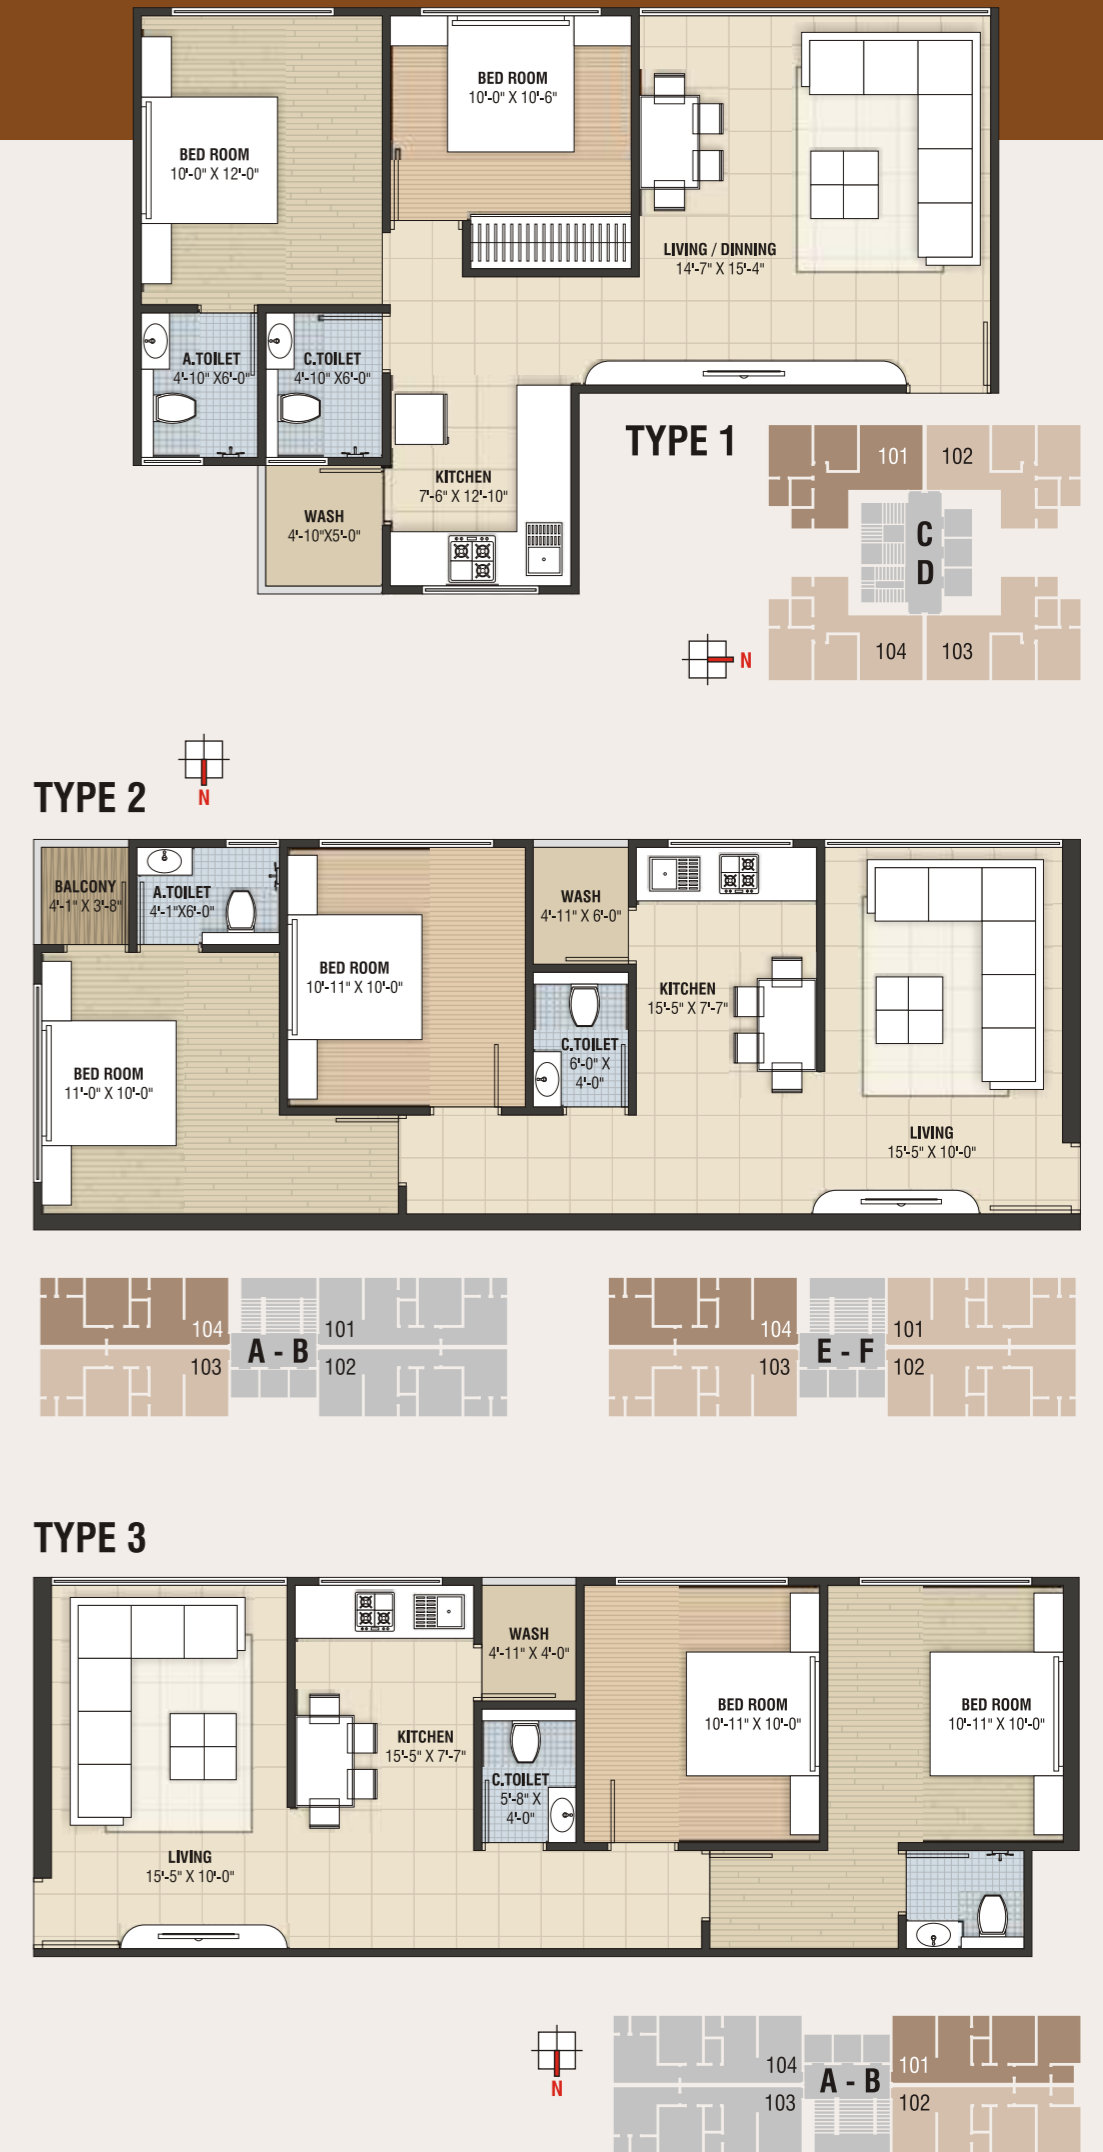 BED ROOM
10'-0" X 12'-0"
BED ROOM
10'-0" X 10'-6"
LIVING / DINNING
14'-7" X 15'-4"
A.TOILET
4'-10" X6'-0"
C.TOILET
4'-10" X6'-0"
KITCHEN
7'-6" X 12'-10"
WASH
4'-10"X5'-0"
TYPE 1
101
102
C
D
104
103
N
TYPE 2
N
BALCONY
4'-1" X 3'-8"
A.TOILET
4'-1"X6'-0"
BED ROOM
10'-11" X 10'-0"
WASH
4'-11" X 6'-0"
KITCHEN
15'-5" X 7'-7"
C.TOILET
6'-0" X
4'-0"
BED ROOM
11'-0" X 10'-0"
LIVING
15'-5" X 10'-0"
104
101
A - B
103
102
104
101
E - F
103
102
TYPE 3
WASH
4'-11" X 4'-0"
KITCHEN
15'-5" X 7'-7"
C.TOILET
5'-8" X
4'-0"
BED ROOM
10'-11" X 10'-0"
BED ROOM
10'-11" X 10'-0"
LIVING
15'-5" X 10'-0"
N
104
101
A - B
103
102